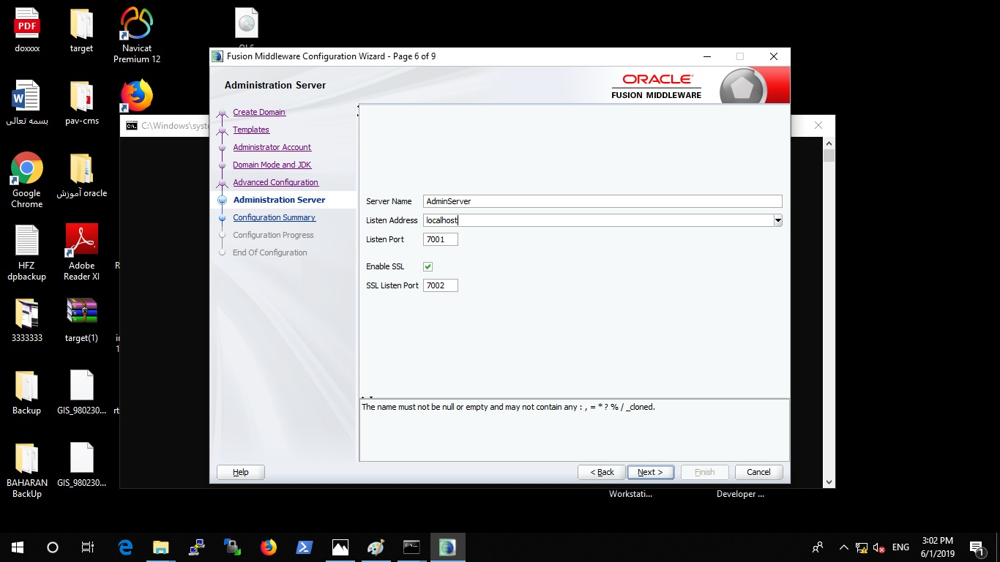 PDF
doxxxx
target
Navicat
Premium 12
بسمه تعالی
pav-cms
Google
Chrome
آموزش oracle
HFZ
dpbackup
Adobe
Reader XI
3333333
target(1)
Backup
GIS_980230...
BAHARAN
BackUp
GIS_980230...
C:\Windows\syste
Fusion Middleware Configuration Wizard - Page 6 of 9
Administration Server
ORACLE
FUSION MIDDLEWARE
Create Domain
Templates
Administrator Account
Domain Mode and JDK
Advanced Configuration
Administration Server
Configuration Summary
Configuration Progress
End Of Configuration
Server Name AdminServer
Listen Address localhost
Listen Port 7001
Enable SSL
SSL Listen Port 7002
The name must not be null or empty and may not contain any : , = * ? % / _cloned.
Help
< Back
Next >
Finish
Cancel
Workstati...
Developer ...
ENG
3:02 PM
6/1/2019
1